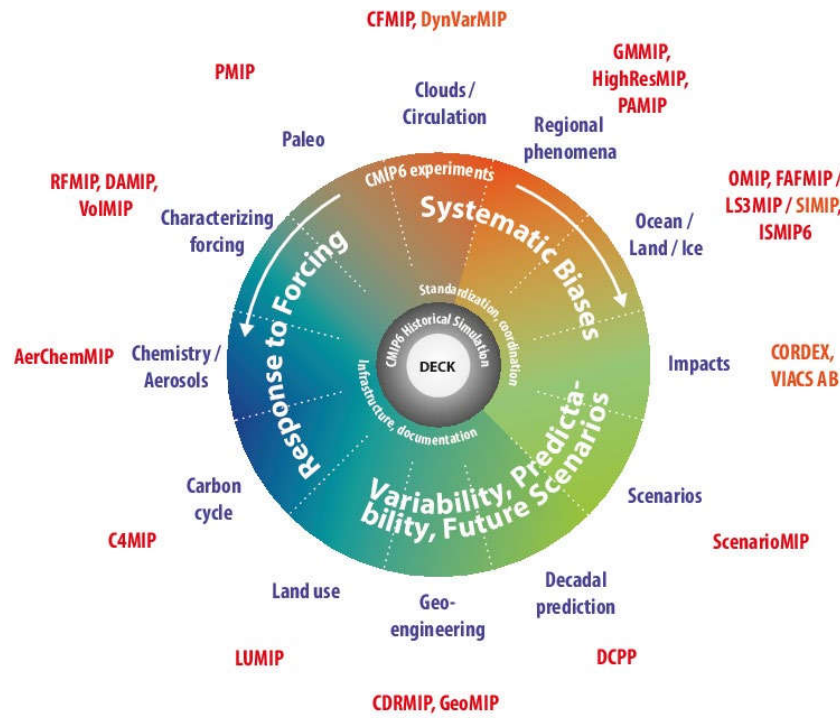 CFMIP, DynVarMIP
GMMIP,
HighResMIP,
PAMIP
PMIP
Clouds /
Circulation
Regional
phenomena
Paleo
RFMIP, DAMIP,
VolMIP
Characterizing
forcing
OMIP, FAFMIP /
LS3MIP / SIMIP,
ISMIP6
Ocean /
Land / Ice
CMIP6 experiments
Systematic Biases
Response to Forcing
Standardization, coordination
CMIP6 Historical Simulation
DECK
Infrastructure, documentation
Variability, Predicta-
bility, Future Scenarios
AerChemMIP
Chemistry /
Aerosols
Impacts
CORDEX,
VIACS AB
Carbon
cycle
C4MIP
Scenarios
ScenarioMIP
Land use
LUMIP
Geo-
engineering
Decadal
prediction
DCPP
CDRMIP, GeoMIP